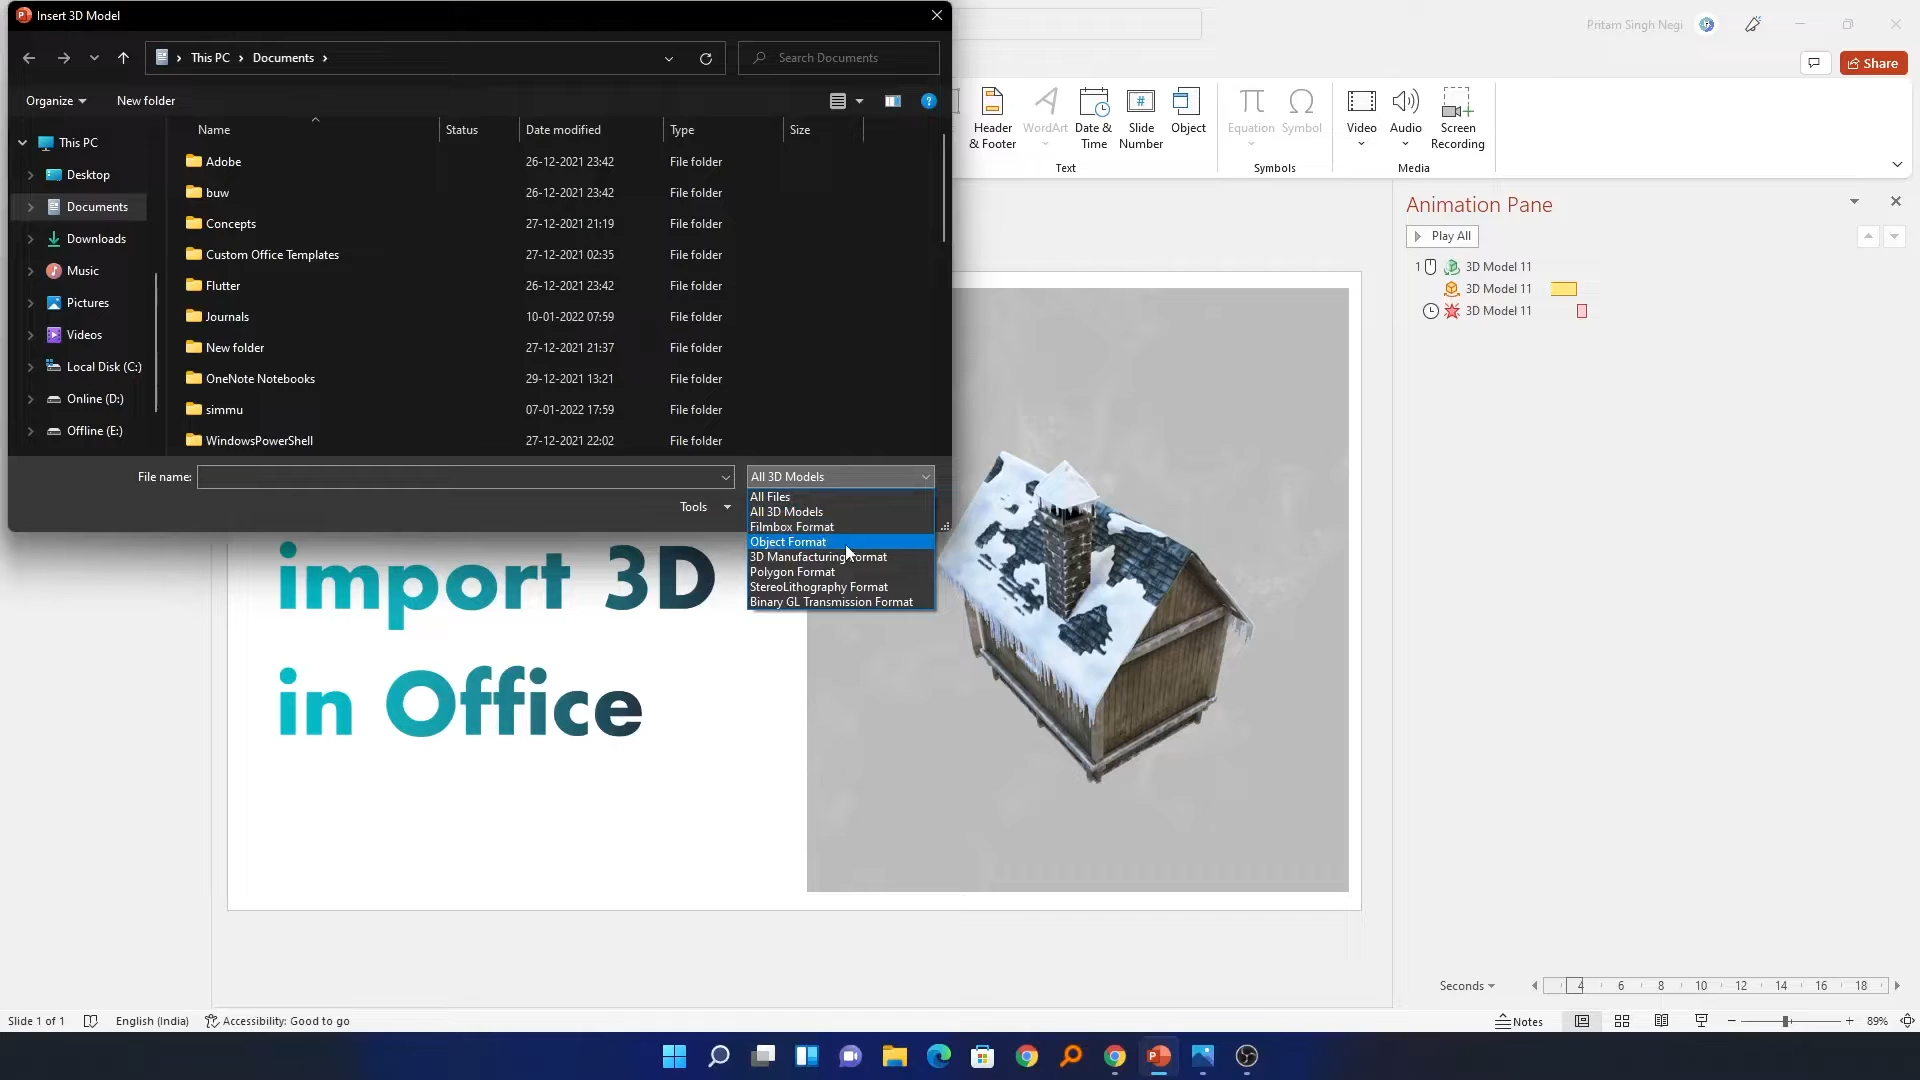 Insert 3D Model
Pritam Singh Negi
This PC
Documents
Search Documents
Share
Organize
New folder
Header
& Footer
WordArt
Date &
Time
Slide
Number
Object
Equation
Symbol
Video
Audio
Screen
Recording
Text
Symbols
Media
Name
Status
Date modified
Type
Size
This PC
Desktop
Documents
Downloads
Music
Pictures
Videos
Local Disk (C:)
Online (D:)
Offline (E:)
Adobe 26-12-2021 23:42 File folder
buw 26-12-2021 23:42 File folder
Concepts 27-12-2021 21:19 File folder
Custom Office Templates 27-12-2021 02:35 File folder
Flutter 26-12-2021 23:42 File folder
Journals 10-01-2022 07:59 File folder
New folder 27-12-2021 21:37 File folder
OneNote Notebooks 29-12-2021 13:21 File folder
simmu 07-01-2022 17:59 File folder
WindowsPowerShell 27-12-2021 22:02 File folder
File name:
All 3D Models
Tools
All Files
All 3D Models
Filmbox Format
Object Format
3D Manufacturing Format
Polygon Format
StereoLithography Format
Binary GL Transmission Format
import 3D
in Office
Animation Pane
Play All
1 3D Model 11
3D Model 11
3D Model 11
Seconds
4 6 8 10 12 14 16 18
Slide 1 of 1
English (India)
Accessibility: Good to go
Notes
89%